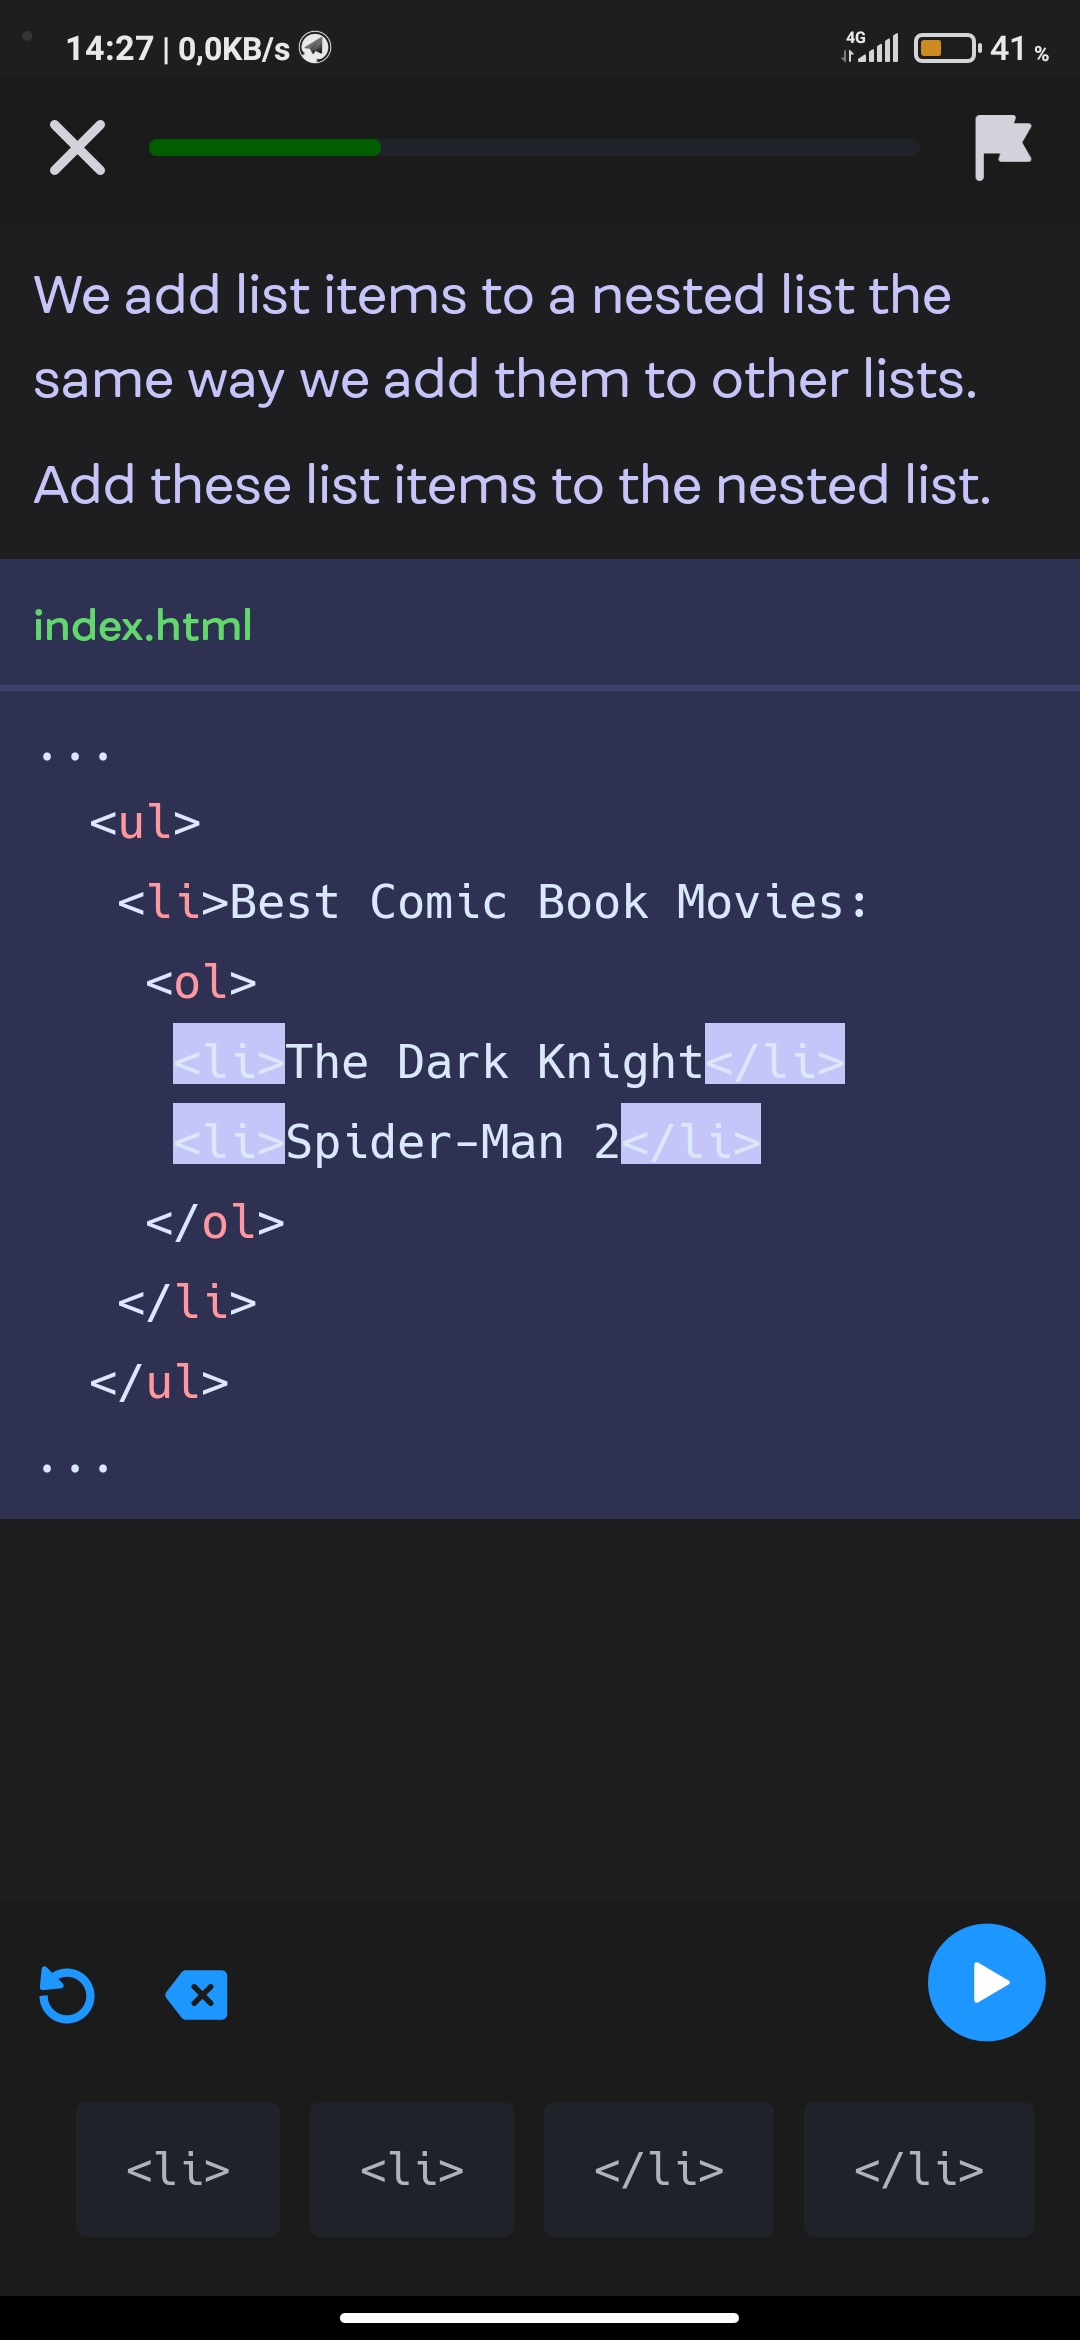 14:27 | 0,0KB/s 4G 41 %
We add list items to a nested list the
same way we add them to other lists.
Add these list items to the nested list.
index.html
...
<ul>
<li>Best Comic Book Movies:
<ol>
<li>The Dark Knight</li>
<li>Spider-Man 2</li>
</ol>
</li>
</ul>
...
<li> <li> </li> </li>